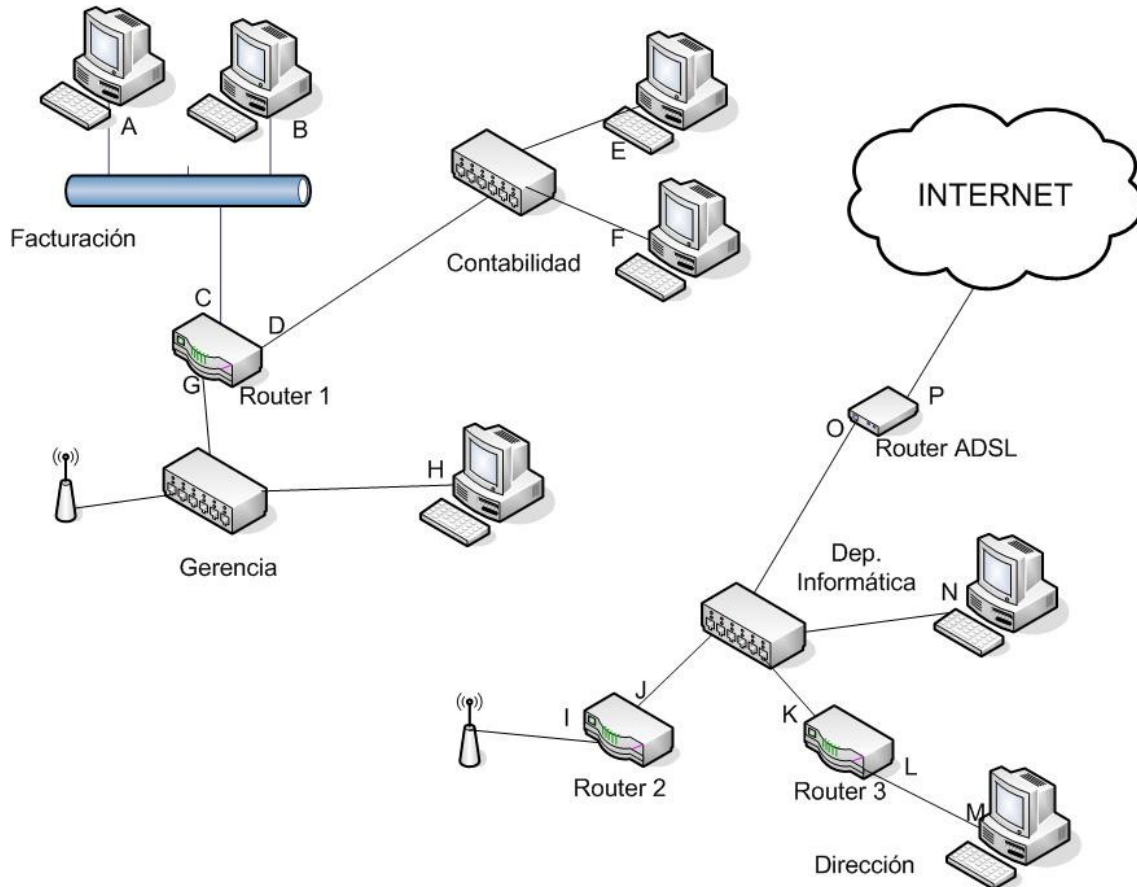 A
B
E
INTERNET
Facturación
F
Contabilidad
C
D
G
Router 1
P
O
Router ADSL
H
Gerencia
Dep.
Informática
N
J
I
K
Router 2
L
Router 3
M
Dirección